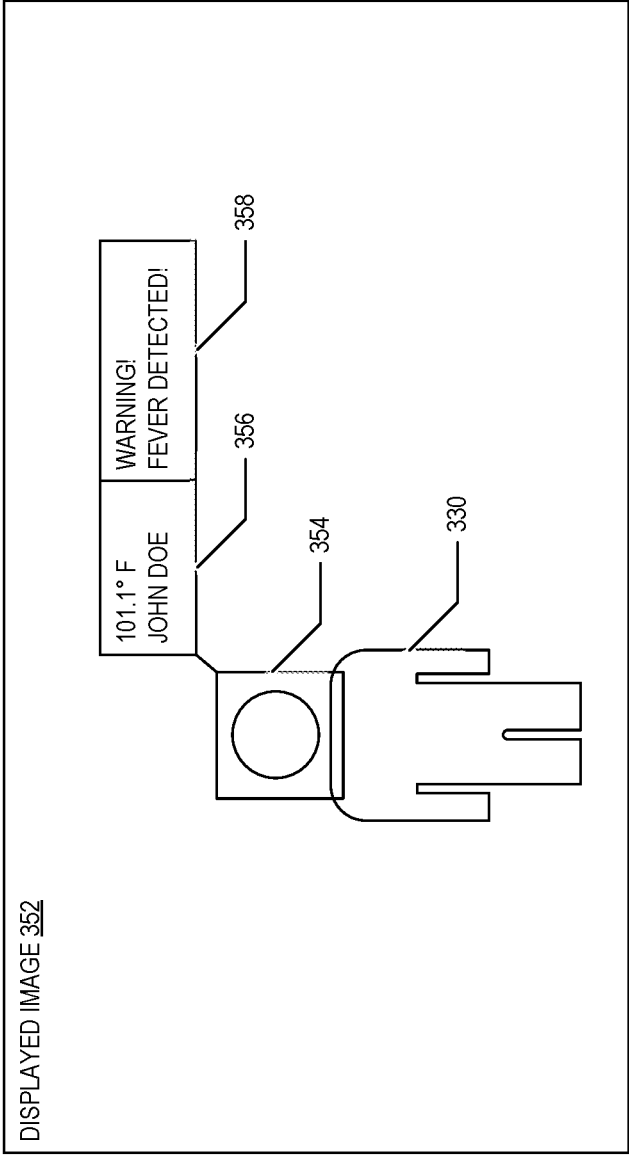 DISPLAYED IMAGE 352
101.1° F
JOHN DOE
WARNING!
FEVER DETECTED!
356
358
354
330